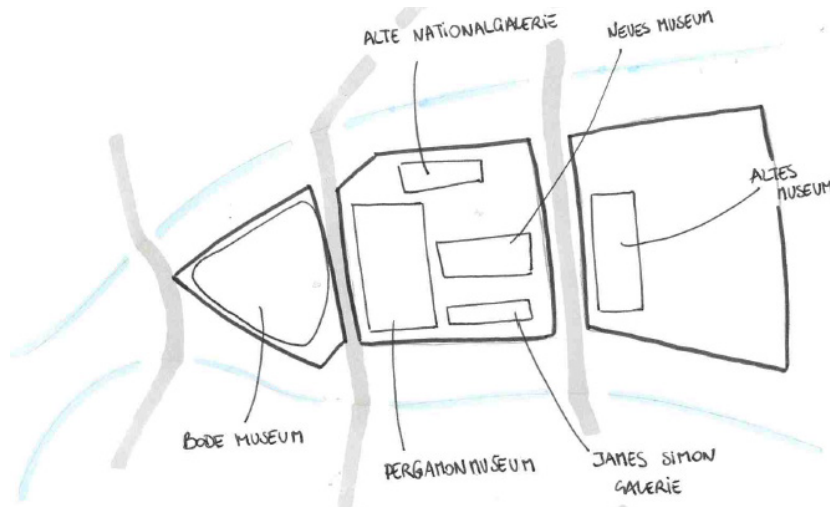 ALTE NATIONALGALERIE
NEUES MUSEUM
ALTES
MUSEUM
BODE MUSEUM
PERGAMONMUSEUM
JAMES SIMON
GALERIE